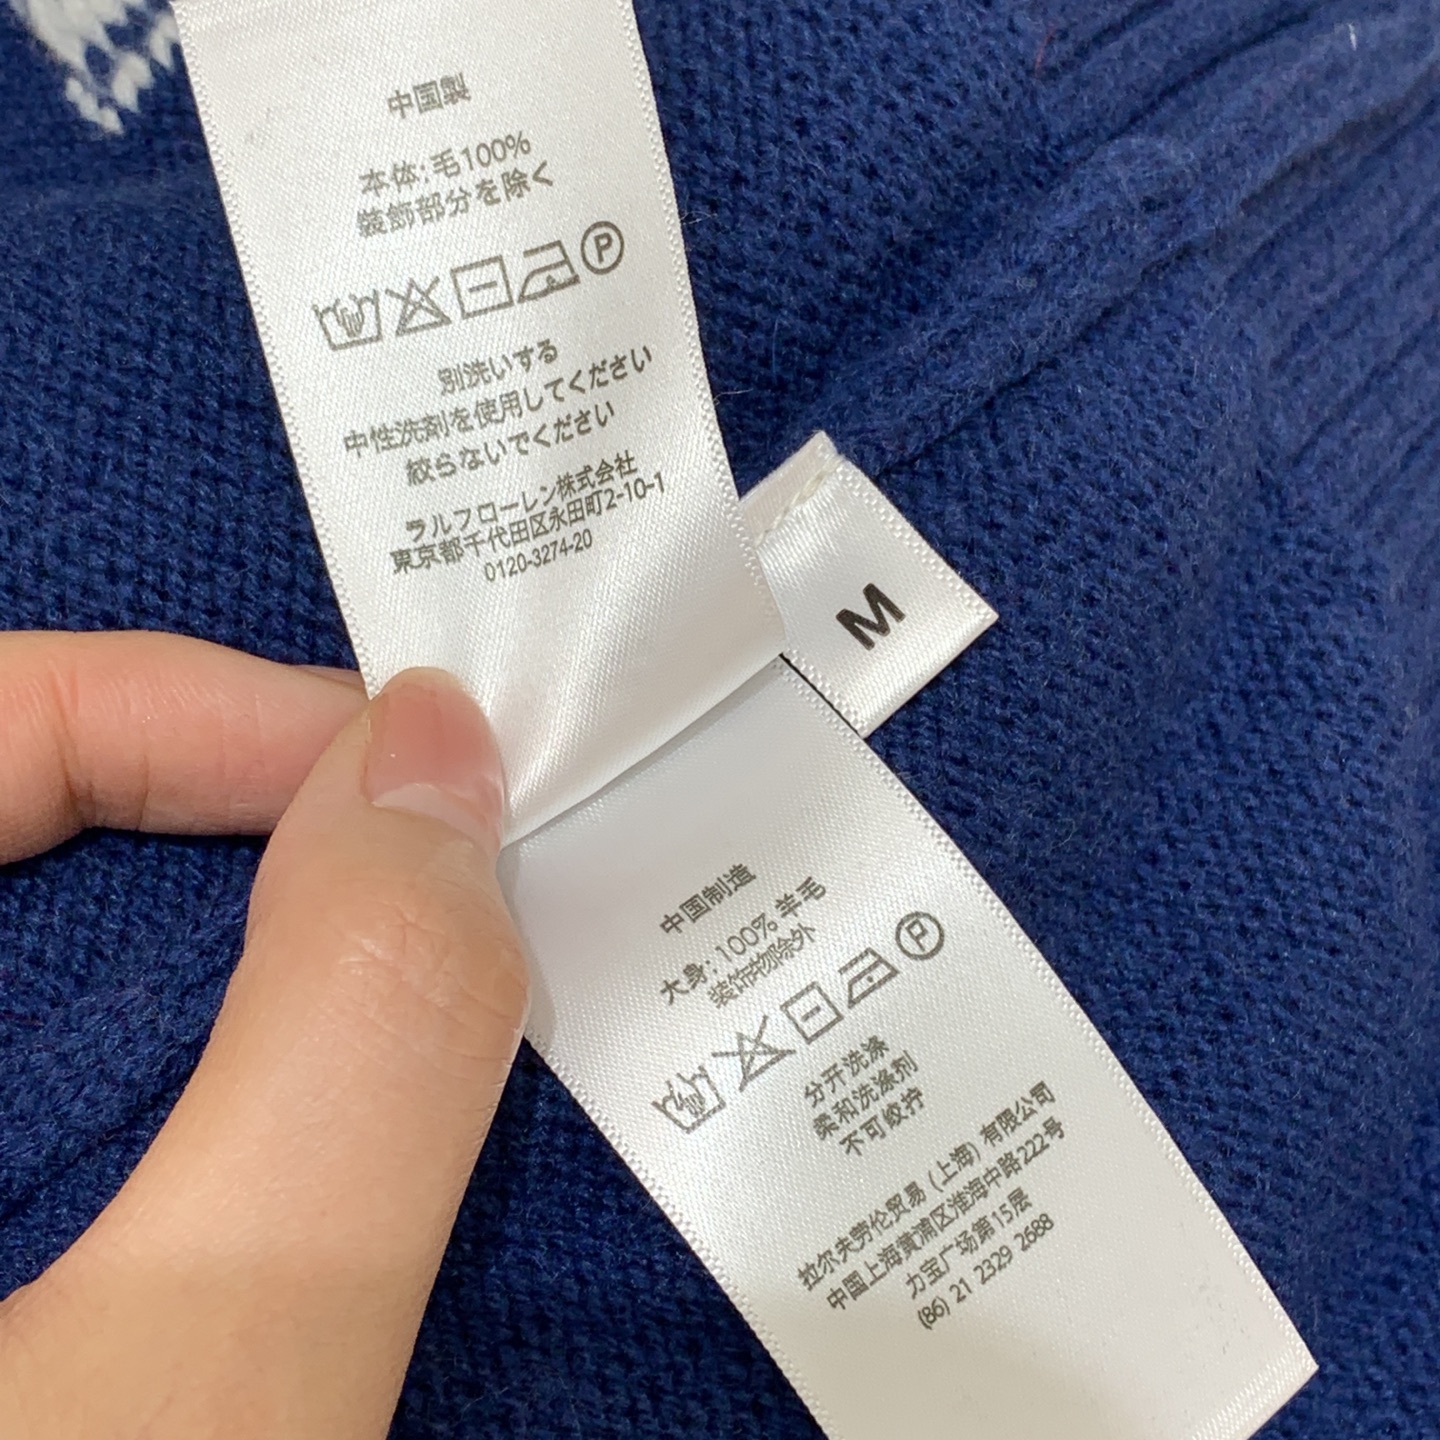 中国製
本体:毛100%
装飾部分を除く
P
別洗いする
中性洗剤を使用してください
絞らないでください
ラルフローレン株式会社
東京都千代田区永田町2-10-1
0120-3274-20
M
中国制造
大身: 100% 羊毛
装饰物除外
P
分开洗涤
柔和洗涤剂
不可绞拧
拉尔夫劳伦贸易 (上海) 有限公司
中国上海黄浦区淮海中路222号
力宝广场第15层
(86) 21 2329 2688